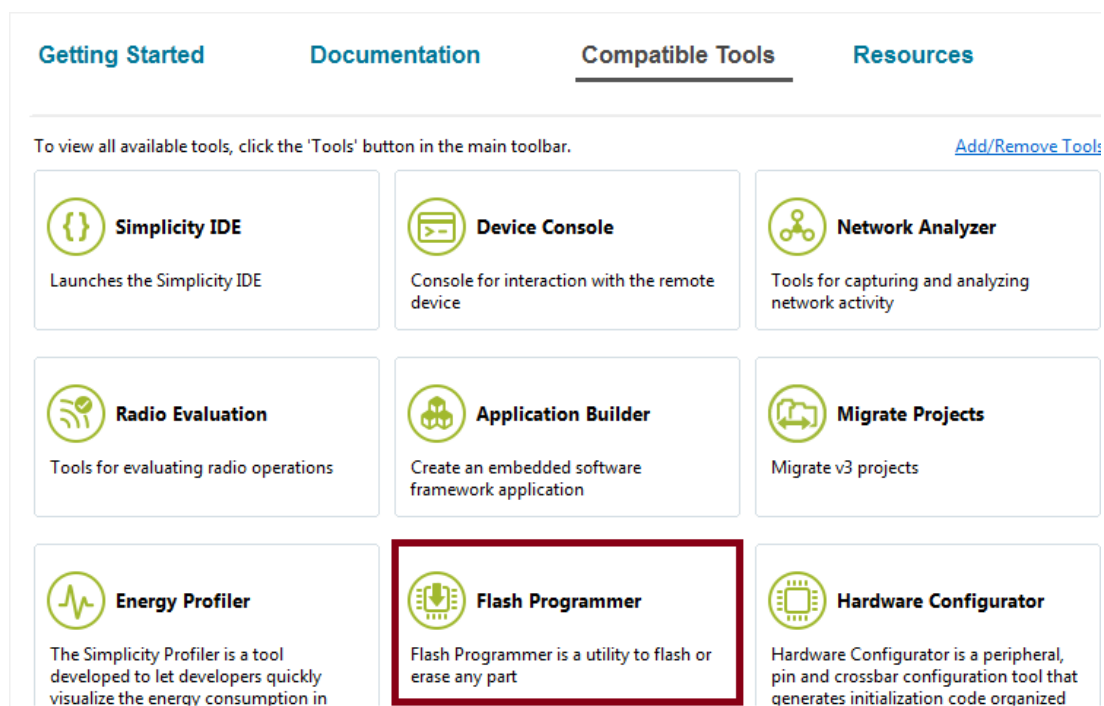 Getting Started Documentation Compatible Tools Resources
To view all available tools, click the 'Tools' button in the main toolbar. Add/Remove Tools
Simplicity IDE
Launches the Simplicity IDE
Device Console
Console for interaction with the remote
device
Network Analyzer
Tools for capturing and analyzing
network activity
Radio Evaluation
Tools for evaluating radio operations
Application Builder
Create an embedded software
framework application
Migrate Projects
Migrate v3 projects
Energy Profiler
The Simplicity Profiler is a tool
developed to let developers quickly
visualize the energy consumption in
Flash Programmer
Flash Programmer is a utility to flash or
erase any part
Hardware Configurator
Hardware Configurator is a peripheral,
pin and crossbar configuration tool that
generates initialization code organized